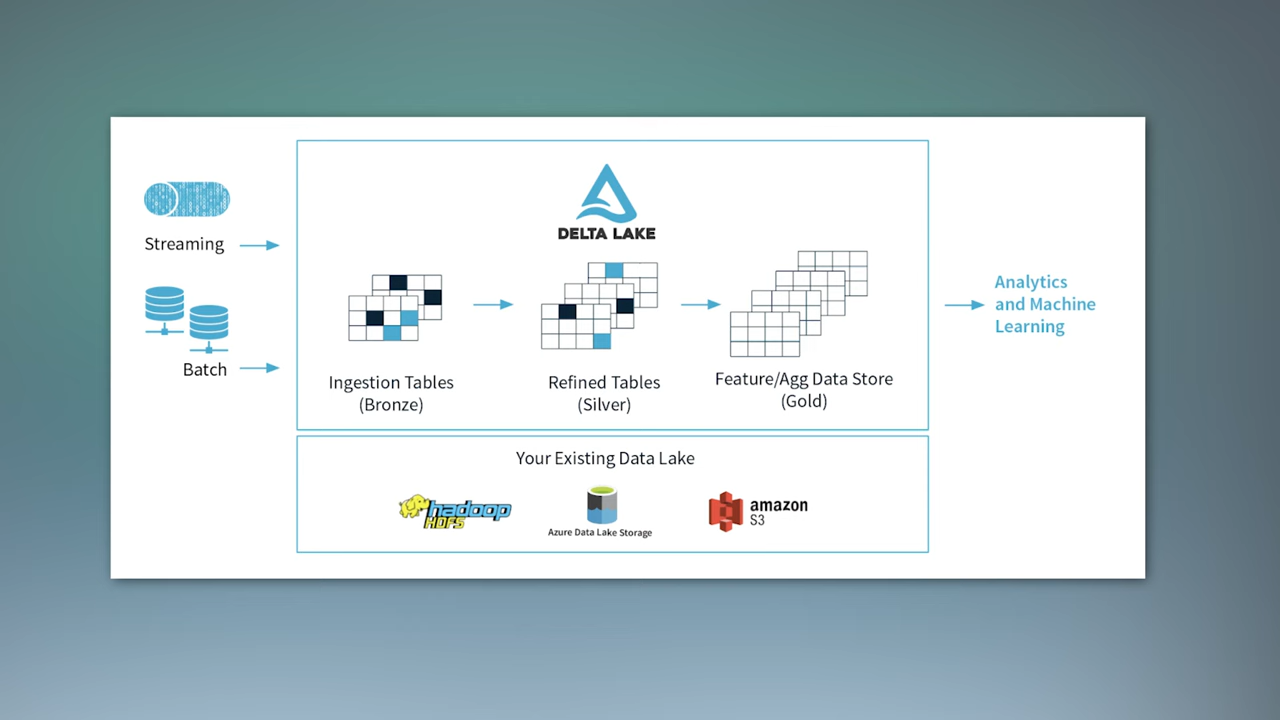 Streaming
Batch
DELTA LAKE
Ingestion Tables
(Bronze)
Refined Tables
(Silver)
Feature/Agg Data Store
(Gold)
Analytics
and Machine
Learning
Your Existing Data Lake
hadoop
HDFS
Azure Data Lake Storage
amazon
S3